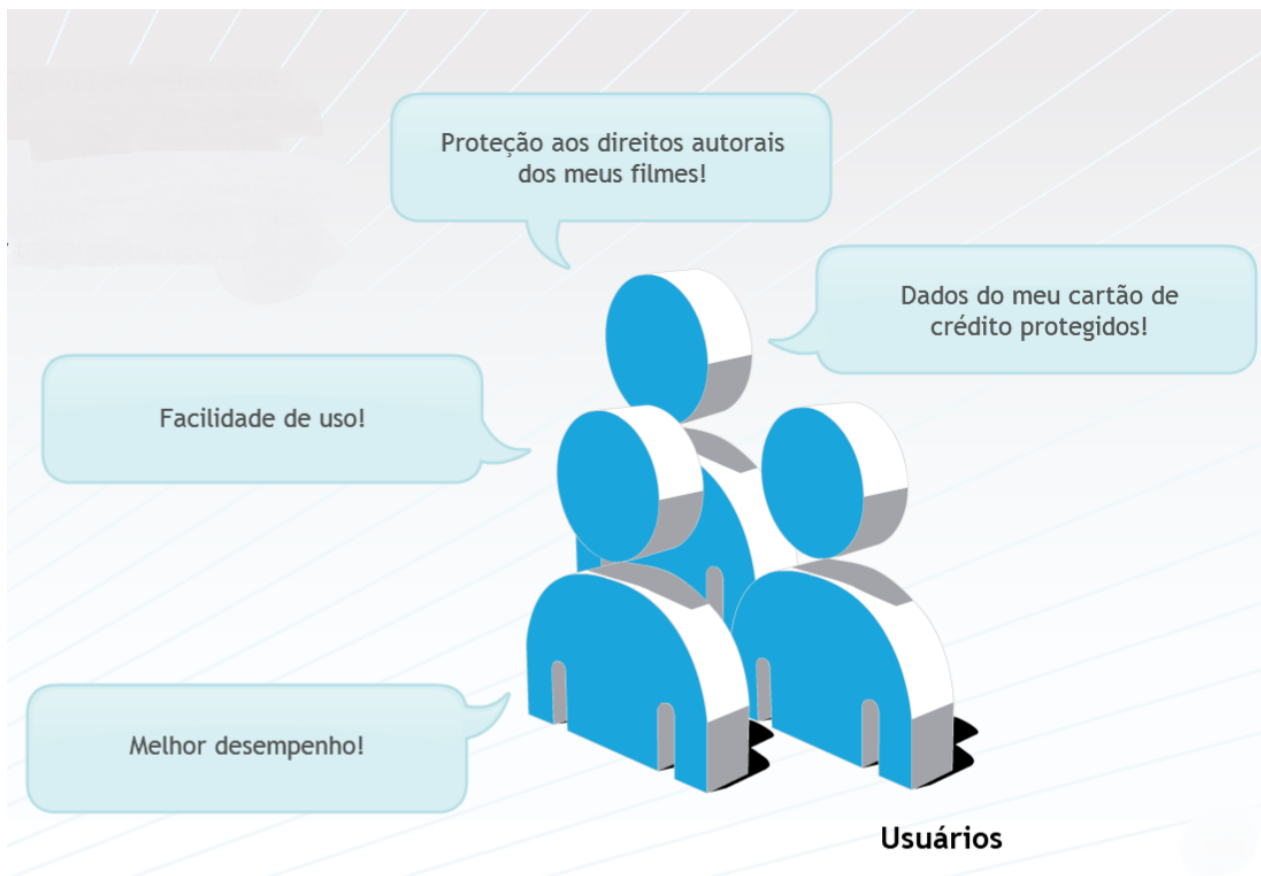 Proteção aos direitos autorais
dos meus filmes!
Dados do meu cartão de
crédito protegidos!
Facilidade de uso!
Melhor desempenho!
Usuários